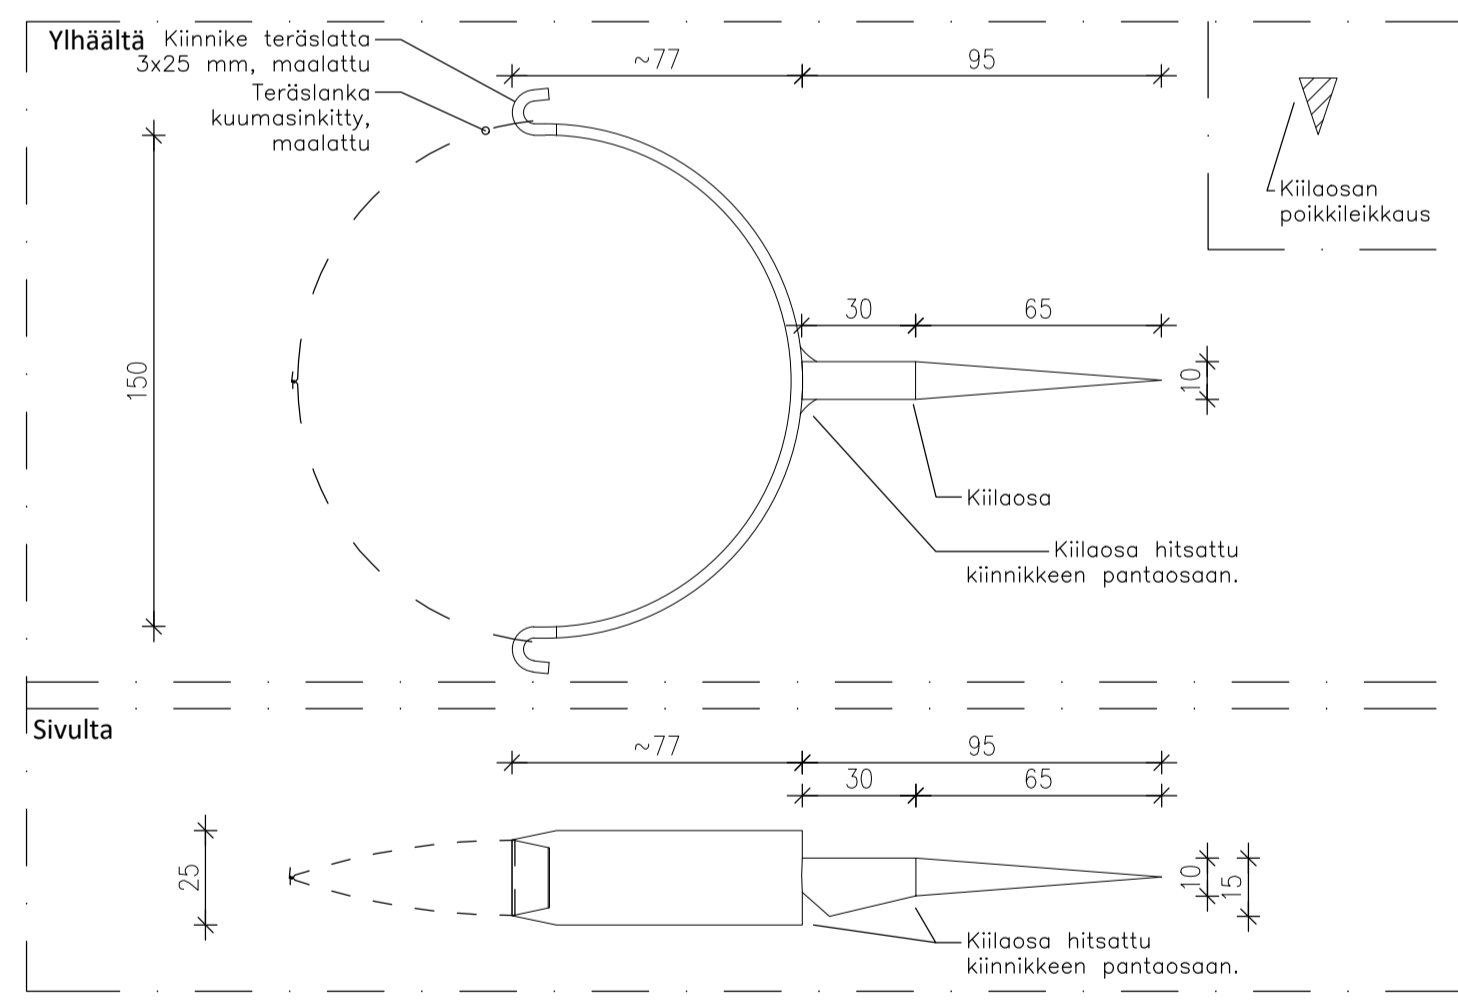 Ylhäältä
Kiinnike teräslatta
3x25 mm, maalattu
Teräslanka
kuumasinkitty,
maalattu
~77
95
Kiilaosan
poikkileikkaus
150
30
65
10
Kiilaosa
Kiilaosa hitsattu
kiinnikkeen pantaosaan.
Sivulta
~77
95
30
65
25
10
15
Kiilaosa hitsattu
kiinnikkeen pantaosaan.